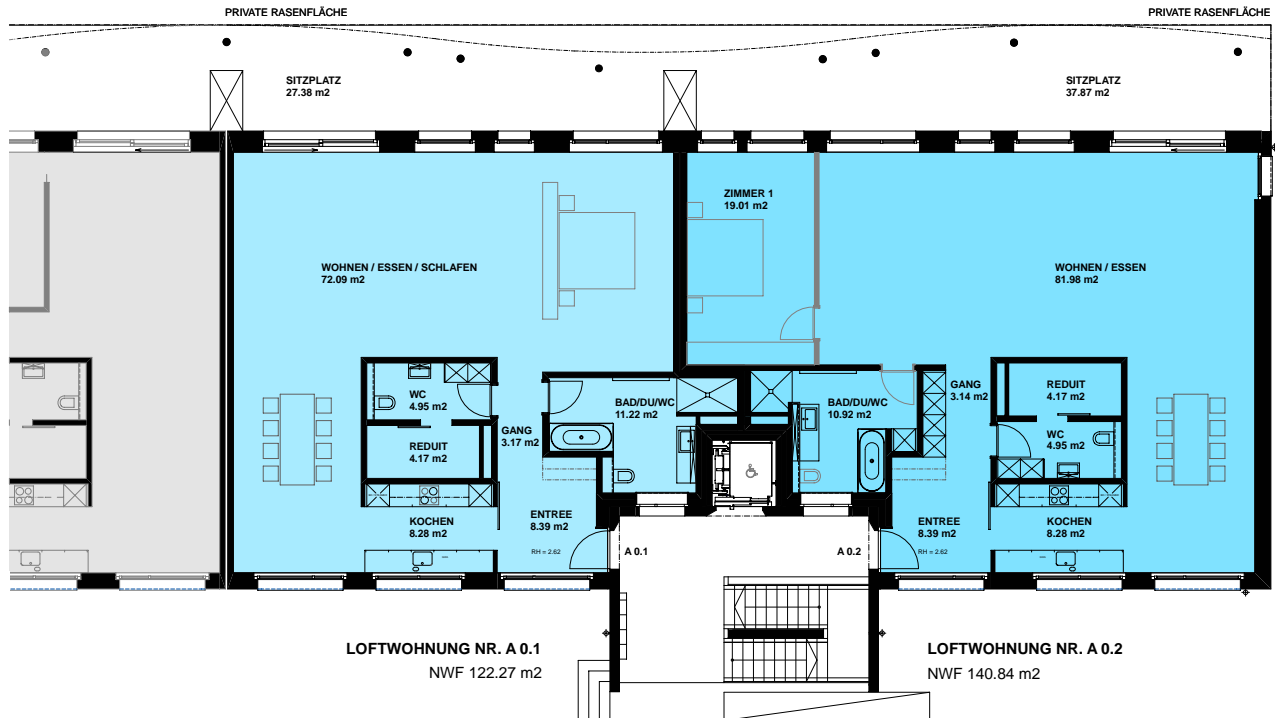 PRIVATE RASENFLÄCHE
PRIVATE RASENFLÄCHE
SITZPLATZ
27.38 m2
SITZPLATZ
37.87 m2
ZIMMER 1
19.01 m2
WOHNEN / ESSEN / SCHLAFEN
72.09 m2
WOHNEN / ESSEN
81.98 m2
WC
4.95 m2
REDUIT
4.17 m2
GANG
3.17 m2
BAD/DU/WC
11.22 m2
BAD/DU/WC
10.92 m2
GANG
3.14 m2
REDUIT
4.17 m2
WC
4.95 m2
KOCHEN
8.28 m2
ENTREE
8.39 m2
RH = 2.62
A 0.1
A 0.2
ENTREE
8.39 m2
RH = 2.62
KOCHEN
8.28 m2
LOFTWOHNUNG NR. A 0.1
NWF 122.27 m2
LOFTWOHNUNG NR. A 0.2
NWF 140.84 m2